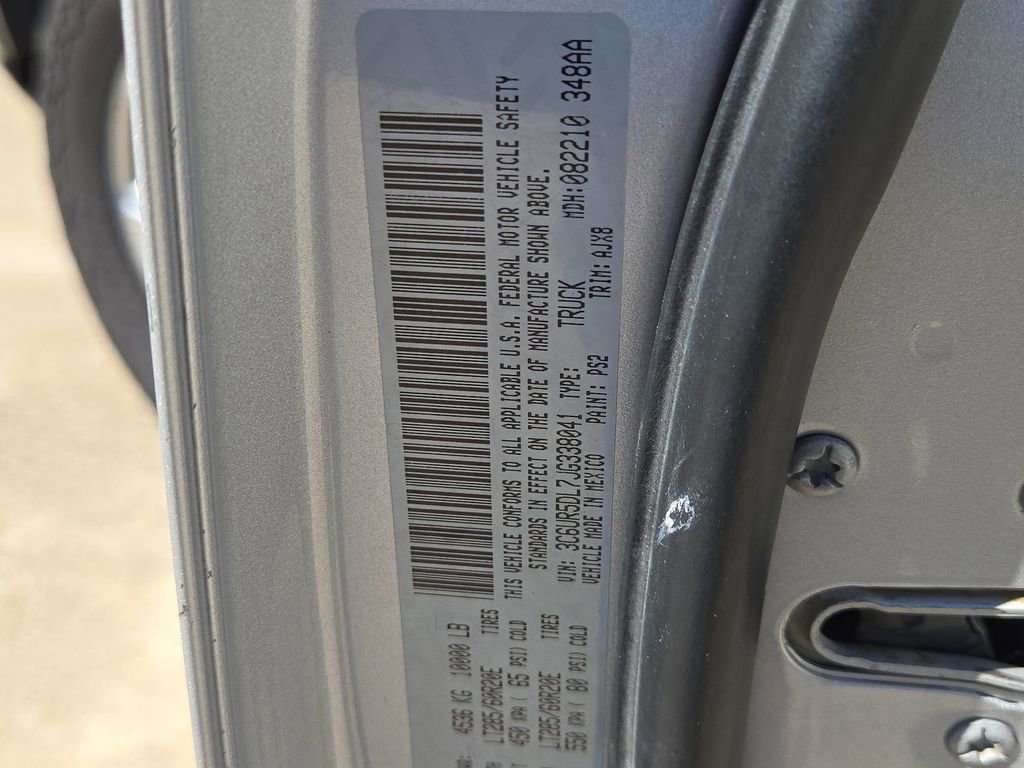 4536 KG 10000 LB
LT285/60R20E TIRES
450 KPA ( 65 PSI) COLD
LT285/60R20E TIRES
550 KPA ( 80 PSI) COLD
THIS VEHICLE CONFORMS TO ALL APPLICABLE U.S.A. FEDERAL MOTOR VEHICLE SAFETY
STANDARDS IN EFFECT ON THE DATE OF MANUFACTURE SHOWN ABOVE.
VIN: 3C6UR5DL7JG338041 TYPE: TRUCK MDH:082210 348AA
VEHICLE MADE IN MEXICO PAINT: PS2 TRIM: AJX8